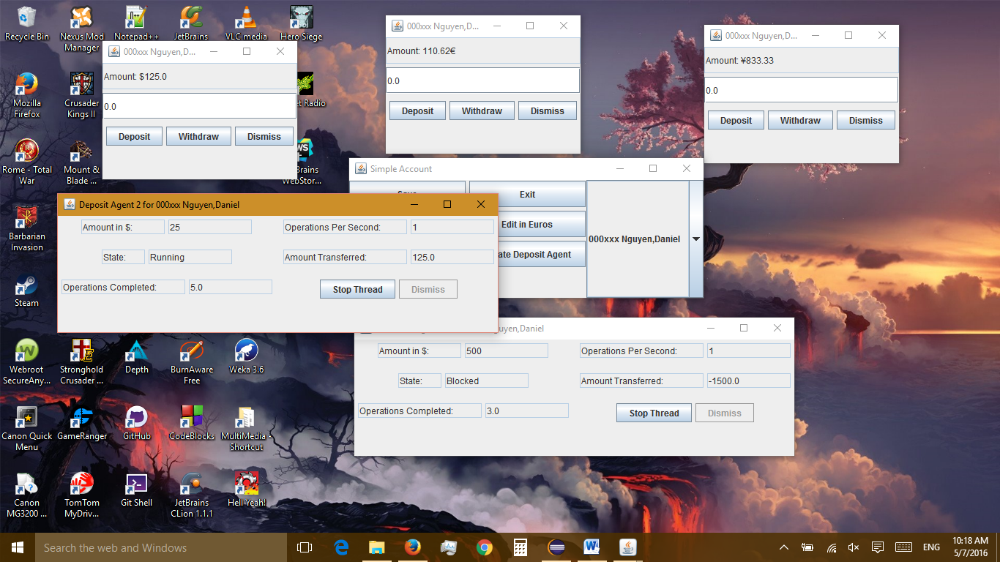 Recycle Bin
Nexus Mod
Manager
Notepad++
JetBrains
VLC media
Hero Siege
Mozilla
Firefox
Crusader
Kings II
et Radio
Rome - Total
War
Mount &
Blade ...
WS
Brains
WebStor...
Barbarian
Invasion
Steam
Webroot
SecureAny...
Stronghold
Crusader ...
Depth
BurnAware
Free
Weka 3.6
Canon Quick
Menu
GameRanger
GitHub
CodeBlocks
MultiMedia -
Shortcut
Canon
MG3200 ...
TomTom
MyDriv...
Git Shell
JetBrains
CLion 1.1.1
Hell Yeah!
000xxx Nguyen,D...
Amount: $125.0
0.0
Deposit Withdraw Dismiss
000xxx Nguyen,D...
Amount: 110.62€
0.0
Deposit Withdraw Dismiss
000xxx Nguyen,D...
Amount: ¥833.33
0.0
Deposit Withdraw Dismiss
Simple Account
Exit
Edit in Euros
ate Deposit Agent
000xxx Nguyen,Daniel
Deposit Agent 2 for 000xxx Nguyen,Daniel
Amount in $: 25 Operations Per Second: 1
State: Running Amount Transferred: 125.0
Operations Completed: 5.0 Stop Thread Dismiss
guyen,Daniel
Amount in $: 500 Operations Per Second: 1
State: Blocked Amount Transferred: -1500.0
Operations Completed: 3.0 Stop Thread Dismiss
Search the web and Windows
ENG
10:18 AM
5/7/2016